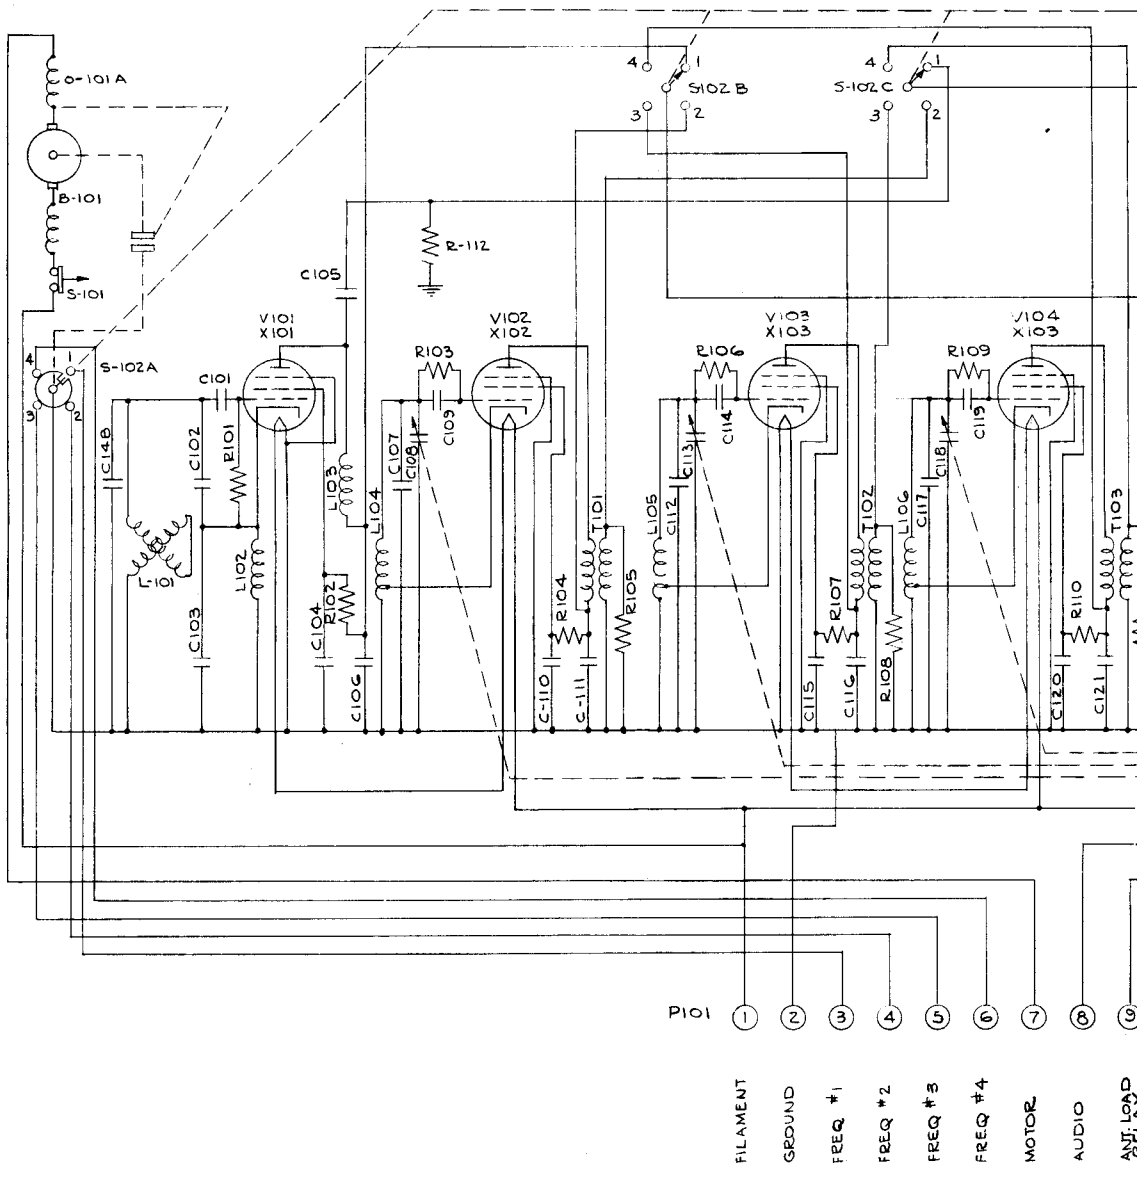 O-101A
4
1
S102B
3
2
4
1
S-102C
3
2
B-101
R-112
S-101
C105
V101
X101
V102
X102
V103
X103
V104
X103
4
1
S-102A
3
2
C101
R103
R106
R109
C148
C102
R101
L103
L104
C107
C108
C109
T101
L105
C112
C113
C114
T102
L106
C117
C118
C119
T103
L-101
L102
R102
C103
C104
C106
R104
R105
C-110
C-111
R107
R108
C115
C116
R110
C120
C121
P101
1
2
3
4
5
6
7
8
9
FILAMENT
GROUND
FREQ #1
FREQ #2
FREQ #3
FREQ #4
MOTOR
AUDIO
ANT. LOAD